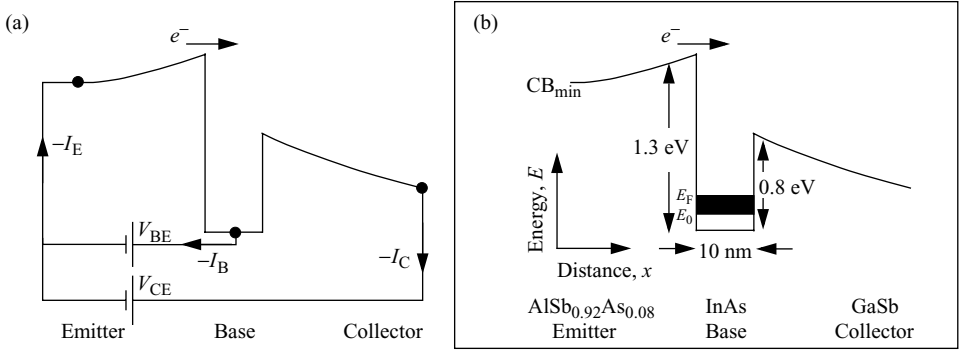 (a)
e⁻
−I_E
V_BE
−I_B
V_CE
−I_C
Emitter Base Collector
(b)
e⁻
CB_min
1.3 eV
0.8 eV
E_F
E_0
Energy, E
10 nm
Distance, x
AlSb_0.92As_0.08 InAs GaSb
Emitter Base Collector